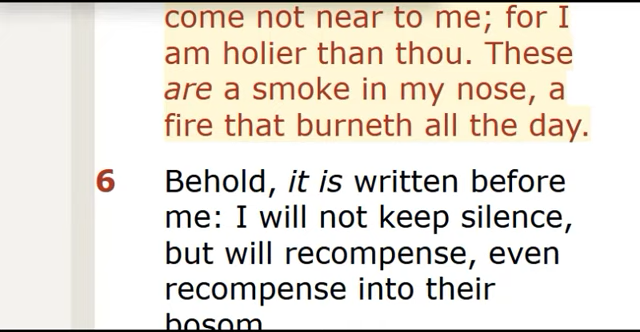 come not near to me; for I
am holier than thou. These
are a smoke in my nose, a
fire that burneth all the day.
6 Behold, it is written before
me: I will not keep silence,
but will recompense, even
recompense into their
bosom